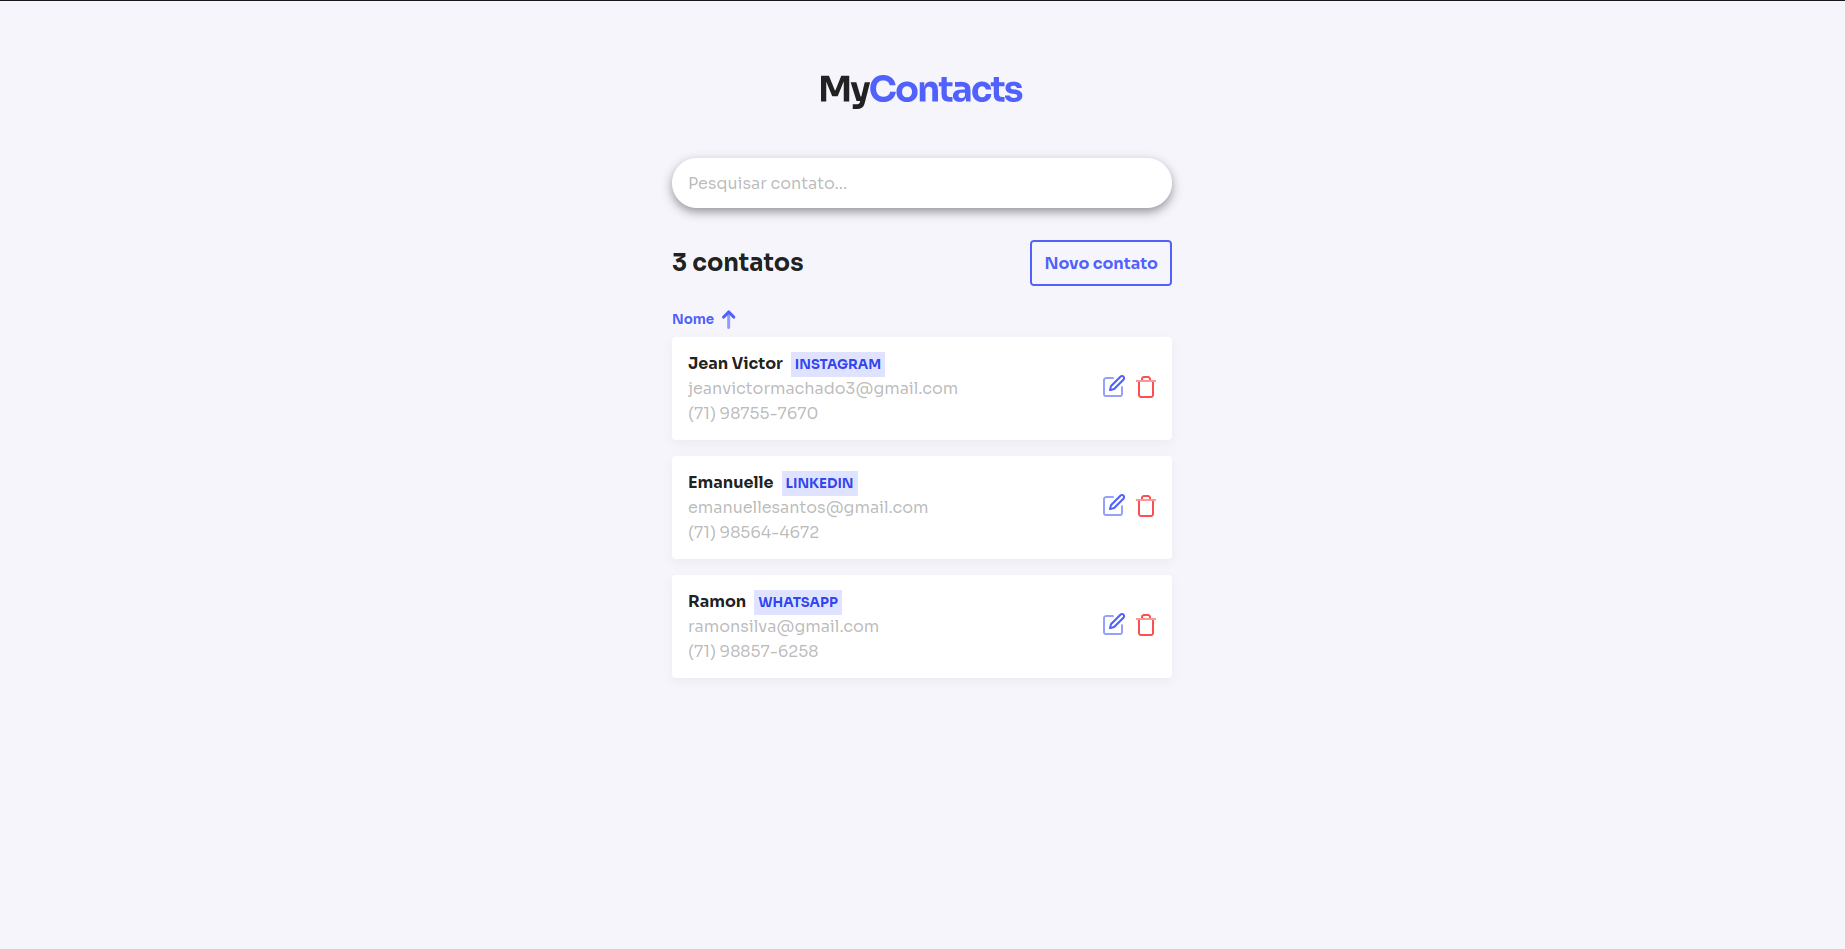 MyContacts
Pesquisar contato...
3 contatos
Novo contato
Nome
Jean Victor INSTAGRAM
jeanvictormachado3@gmail.com
(71) 98755-7670
Emanuelle LINKEDIN
emanuellesantos@gmail.com
(71) 98564-4672
Ramon WHATSAPP
ramonsilva@gmail.com
(71) 98857-6258